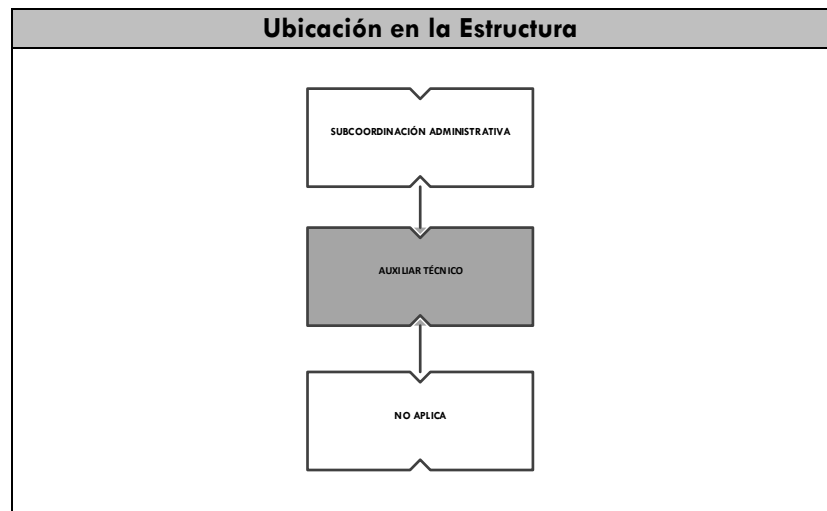 Ubicación en la Estructura
SUBCOORDINACIÓN ADMINISTRATIVA
AUXILIAR TÉCNICO
NO APLICA